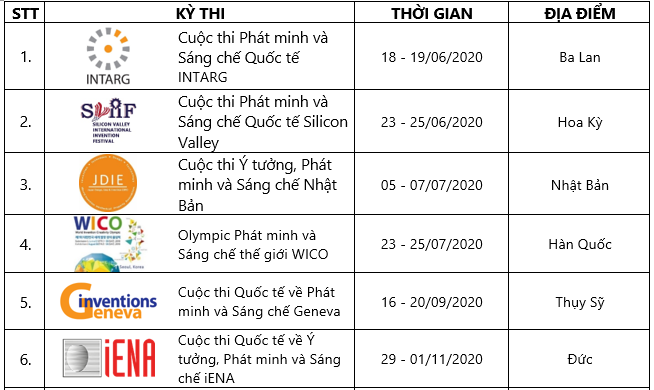 STT KỲ THI THỜI GIAN ĐỊA ĐIỂM
1.
INTARG
Cuộc thi Phát minh và
Sáng chế Quốc tế
INTARG
18 - 19/06/2020
Ba Lan
2.
SVIIF
SILICON VALLEY
INTERNATIONAL
INVENTION
FESTIVAL
Cuộc thi Phát minh và
Sáng chế Quốc tế Silicon
Valley
23 - 25/06/2020
Hoa Kỳ
3.
JDIE
Cuộc thi Ý tưởng, Phát
minh và Sáng chế Nhật
Bản
05 - 07/07/2020
Nhật Bản
4.
WICO
World Invention Creativity Olympic
Seoul, Korea
Olympic Phát minh và
Sáng chế thế giới WICO
23 - 25/07/2020
Hàn Quốc
5.
inventions
Geneva
Cuộc thi Quốc tế về Phát
minh và Sáng chế Geneva
16 - 20/09/2020
Thụy Sỹ
6.
iENA
Cuộc thi Quốc tế về Ý
tưởng, Phát minh và Sáng
chế iENA
29 - 01/11/2020
Đức